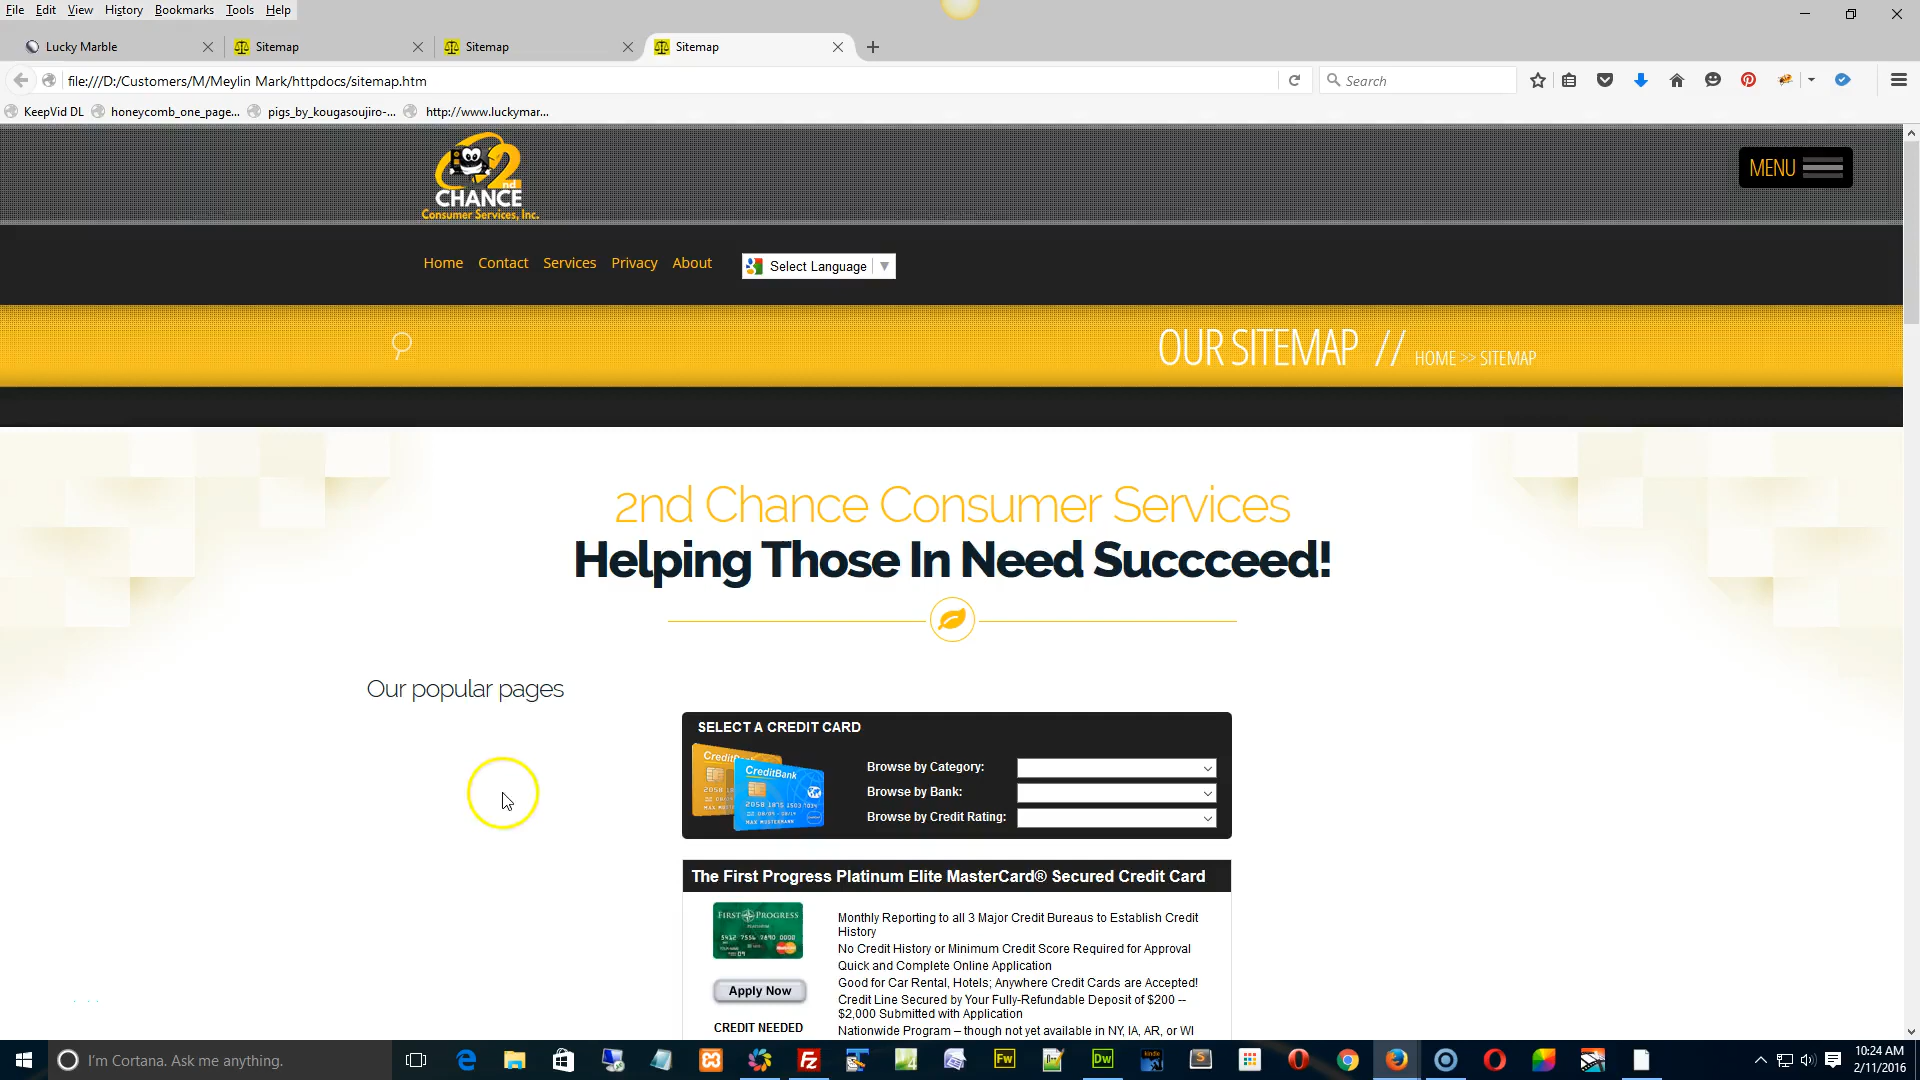 File Edit View History Bookmarks Tools Help
Lucky Marble
Sitemap
Sitemap
Sitemap
file:///D:/Customers/M/Meylin Mark/httpdocs/sitemap.htm
Search
KeepVid DL honeycomb_one_page... pigs_by_kougasoujiro-... http://www.luckymar...
2nd
CHANCE
Consumer Services, Inc.
MENU
Home Contact Services Privacy About
Select Language
OUR SITEMAP // HOME >> SITEMAP
2nd Chance Consumer Services
Helping Those In Need Succceed!
Our popular pages
SELECT A CREDIT CARD
CreditBank
Browse by Category:
Browse by Bank:
Browse by Credit Rating:
The First Progress Platinum Elite MasterCard® Secured Credit Card
FIRST PROGRESS
Monthly Reporting to all 3 Major Credit Bureaus to Establish Credit
History
No Credit History or Minimum Credit Score Required for Approval
Quick and Complete Online Application
Good for Car Rental, Hotels; Anywhere Credit Cards are Accepted!
Credit Line Secured by Your Fully-Refundable Deposit of $200 --
$2,000 Submitted with Application
Nationwide Program – though not yet available in NY, IA, AR, or WI
Apply Now
CREDIT NEEDED
I'm Cortana. Ask me anything.
Fw
Dw
kindle
10:24 AM
2/11/2016